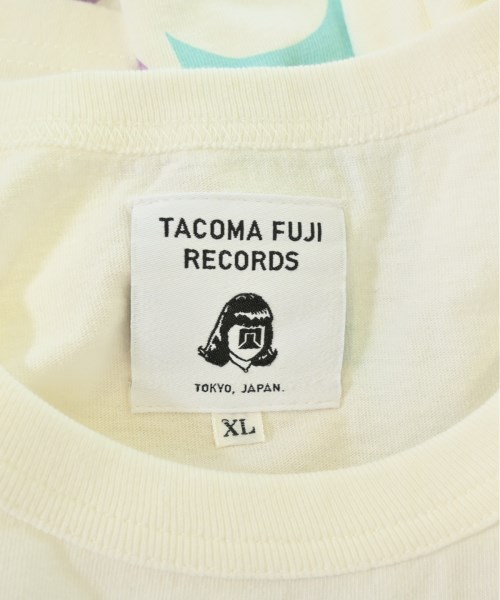 TACOMA FUJI
RECORDS
TOKYO, JAPAN.
XL